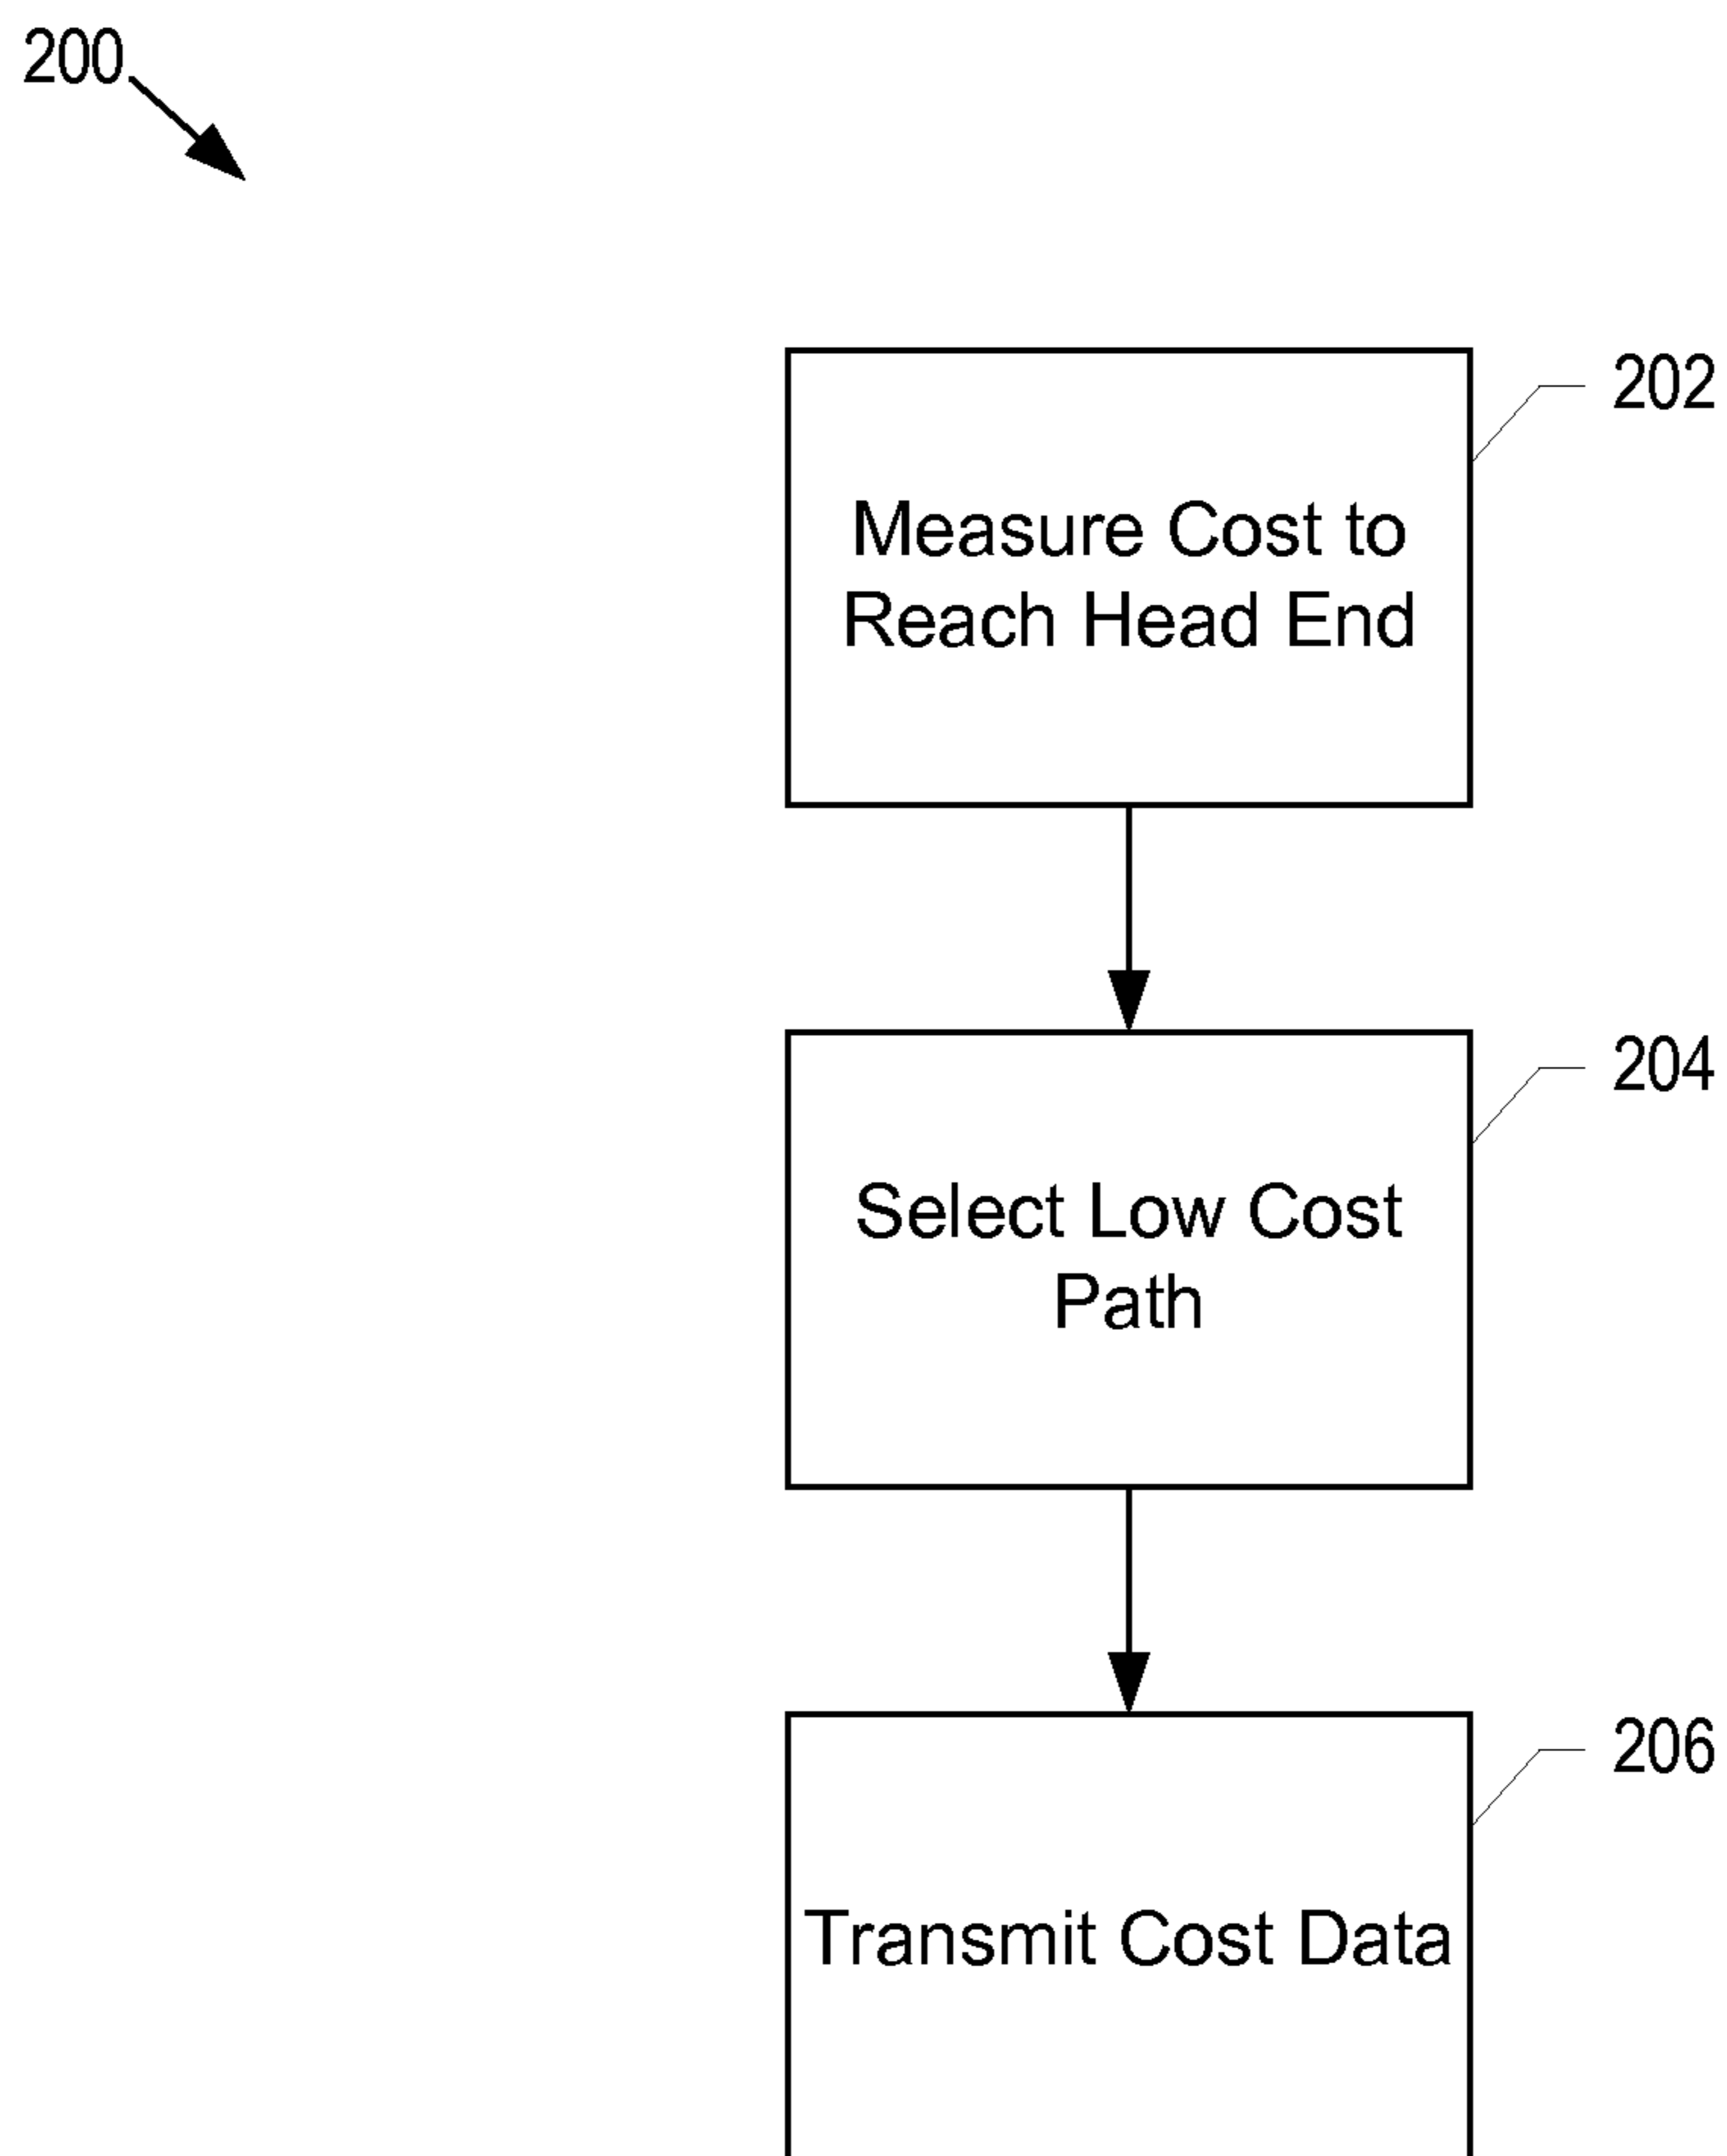 200
202
Measure Cost to
Reach Head End
204
Select Low Cost
Path
206
Transmit Cost Data